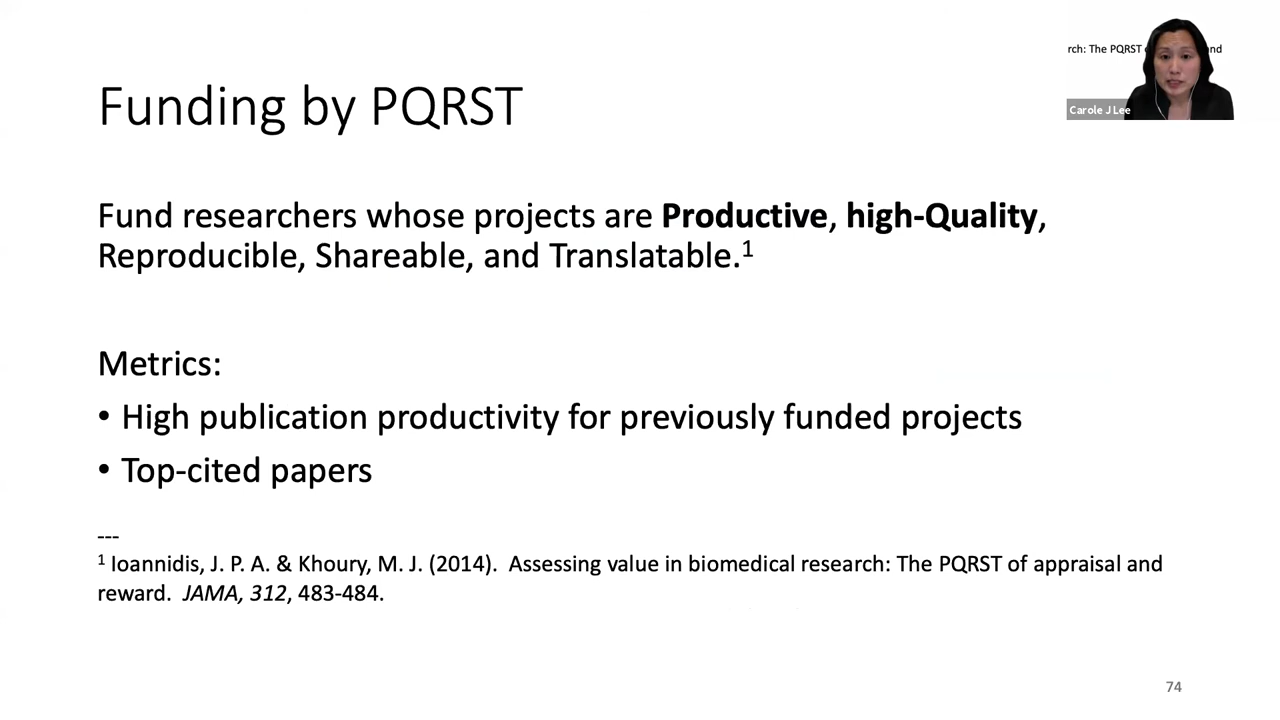 rch: The PQRST
nd
Carole J Lee
Funding by PQRST
Fund researchers whose projects are Productive, high-Quality,
Reproducible, Shareable, and Translatable.1
Metrics:
• High publication productivity for previously funded projects
• Top-cited papers
---
1 Ioannidis, J. P. A. & Khoury, M. J. (2014). Assessing value in biomedical research: The PQRST of appraisal and
reward. JAMA, 312, 483-484.
74